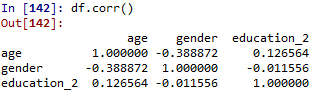 In [142]: df.corr()
Out[142]:
age gender education_2
age 1.000000 -0.388872 0.126564
gender -0.388872 1.000000 -0.011556
education_2 0.126564 -0.011556 1.000000